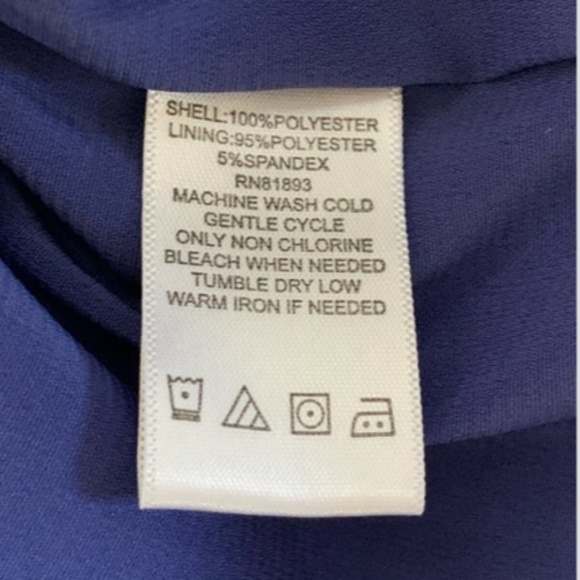 SHELL:100%POLYESTER
LINING:95%POLYESTER
5%SPANDEX
RN81893
MACHINE WASH COLD
GENTLE CYCLE
ONLY NON CHLORINE
BLEACH WHEN NEEDED
TUMBLE DRY LOW
WARM IRON IF NEEDED